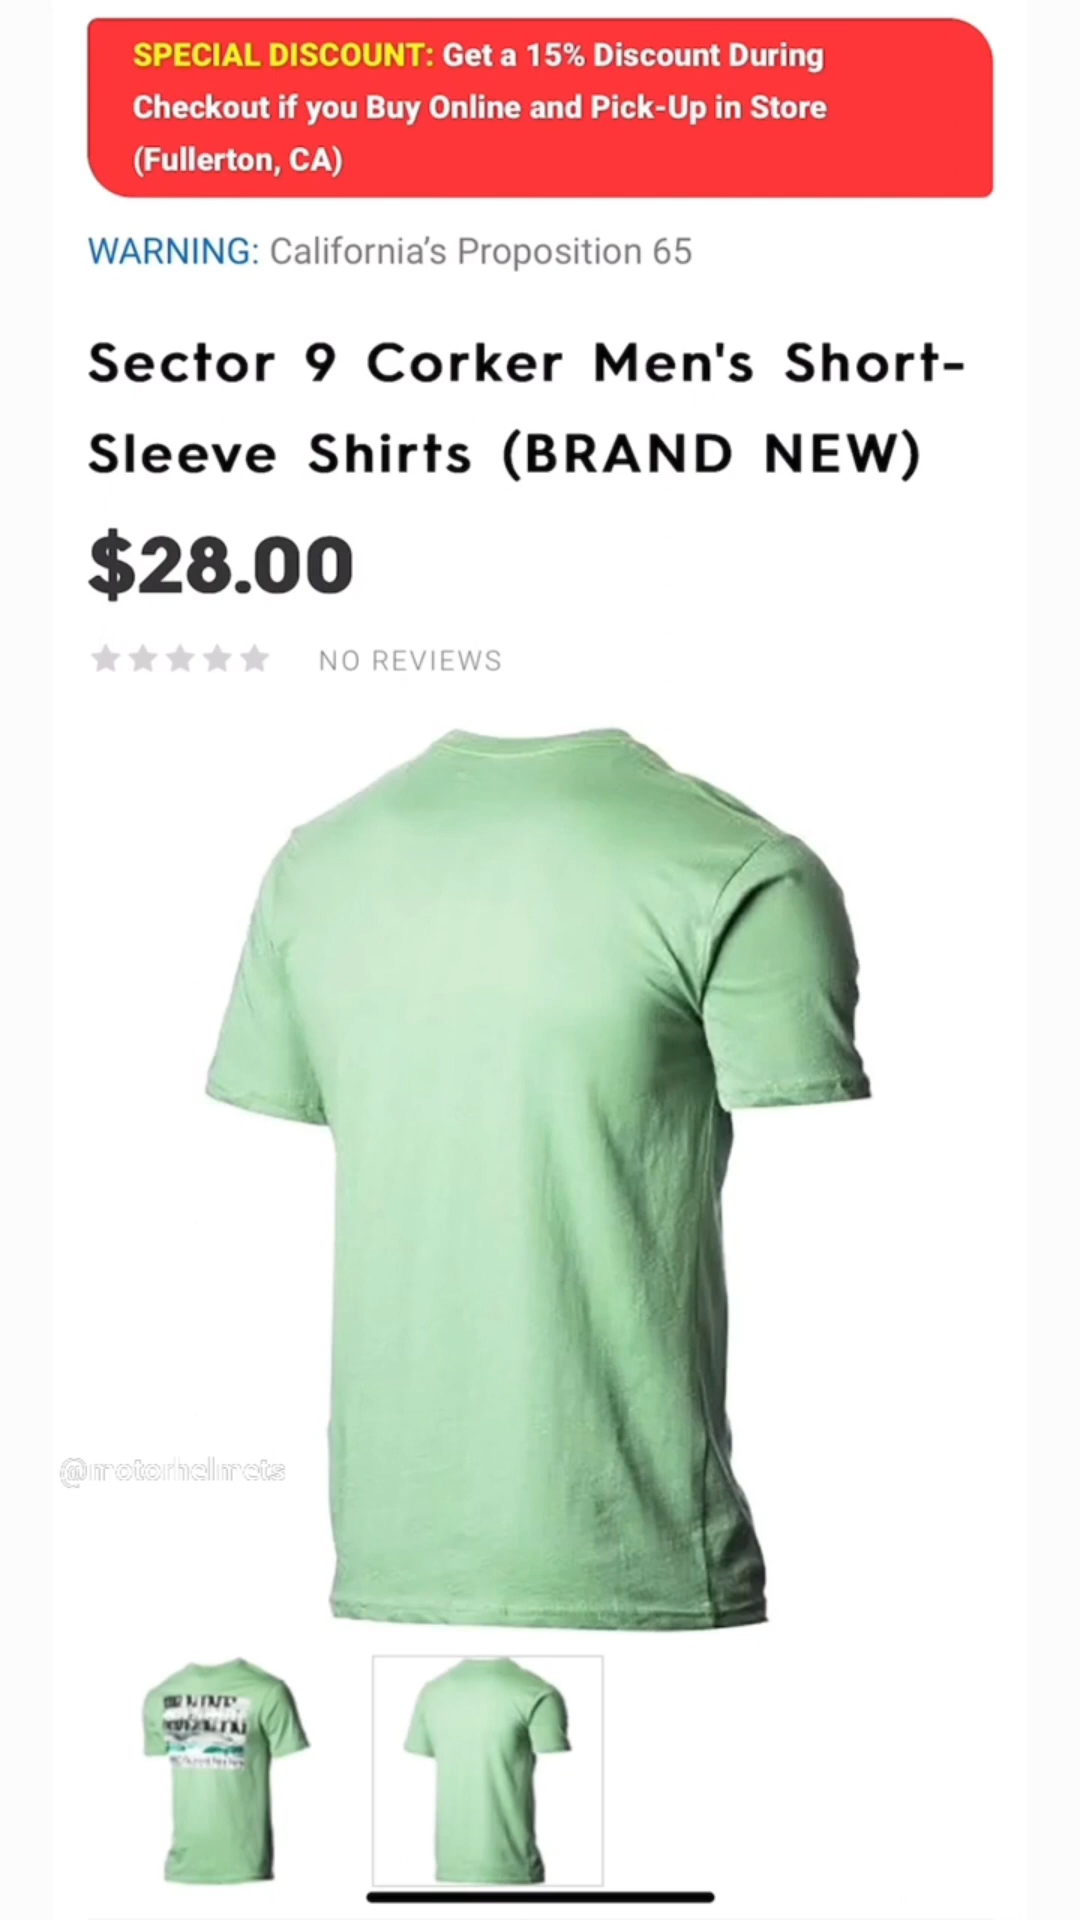 SPECIAL DISCOUNT: Get a 15% Discount During
Checkout if you Buy Online and Pick-Up in Store
(Fullerton, CA)
WARNING: California's Proposition 65
Sector 9 Corker Men's Short-
Sleeve Shirts (BRAND NEW)
$28.00
NO REVIEWS
@motorhelmets